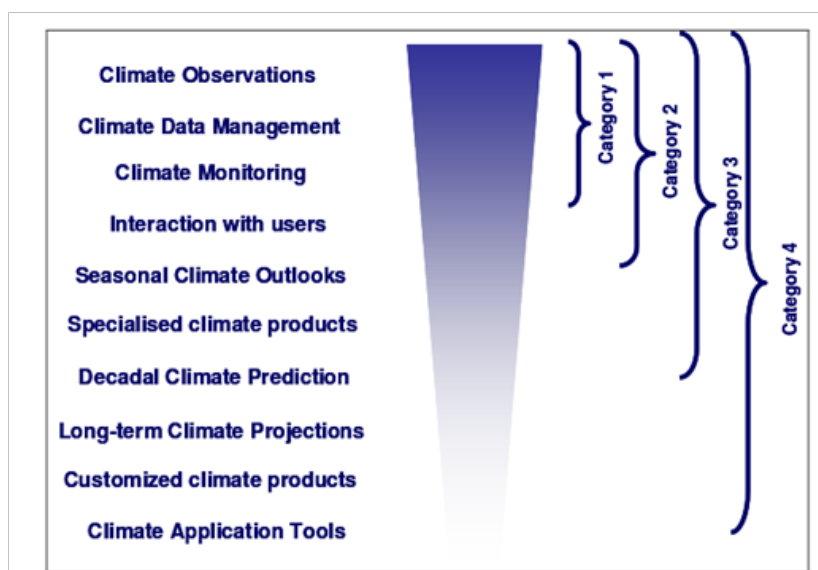 Climate Observations
Climate Data Management
Climate Monitoring
Interaction with users
Seasonal Climate Outlooks
Specialised climate products
Decadal Climate Prediction
Long-term Climate Projections
Customized climate products
Climate Application Tools
Category 1
Category 2
Category 3
Category 4